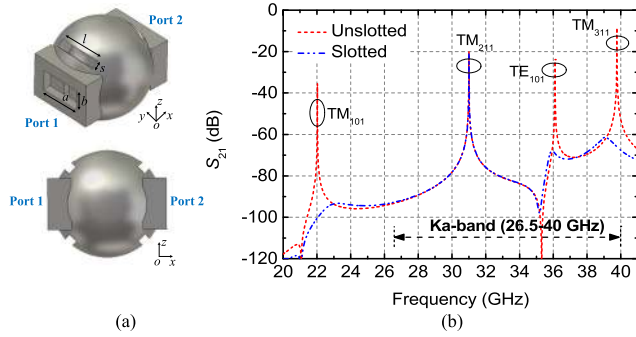 Port 2
l
s
a
b
z
y
o
x
Port 1
Port 1
Port 2
z
o
x
(a)
-20
-40
-60
-80
-100
-120
S21 (dB)
Unslotted
Slotted
TM101
TM211
TE101
TM311
Ka-band (26.5-40 GHz)
20 22 24 26 28 30 32 34 36 38 40
Frequency (GHz)
(b)